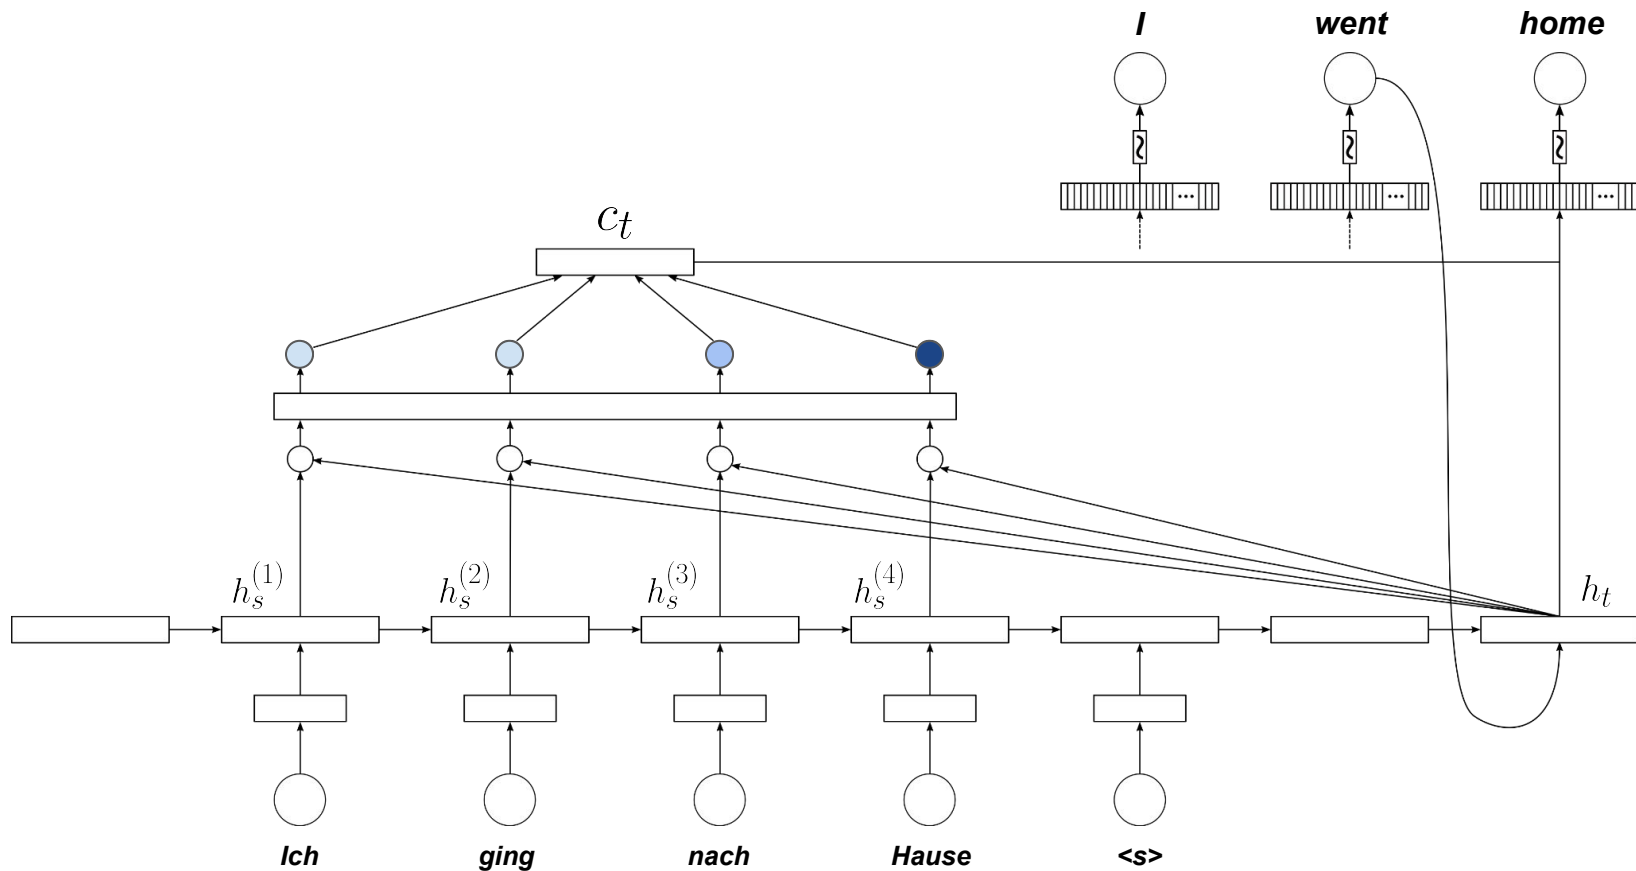 I went home
c_t
h_s^{(1)} h_s^{(2)} h_s^{(3)} h_s^{(4)} h_t
Ich ging nach Hause <s>